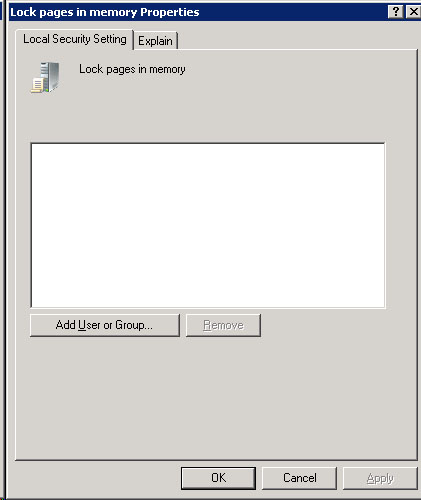 Lock pages in memory Properties
Local Security Setting
Explain
Lock pages in memory
Add User or Group...
Remove
OK
Cancel
Apply